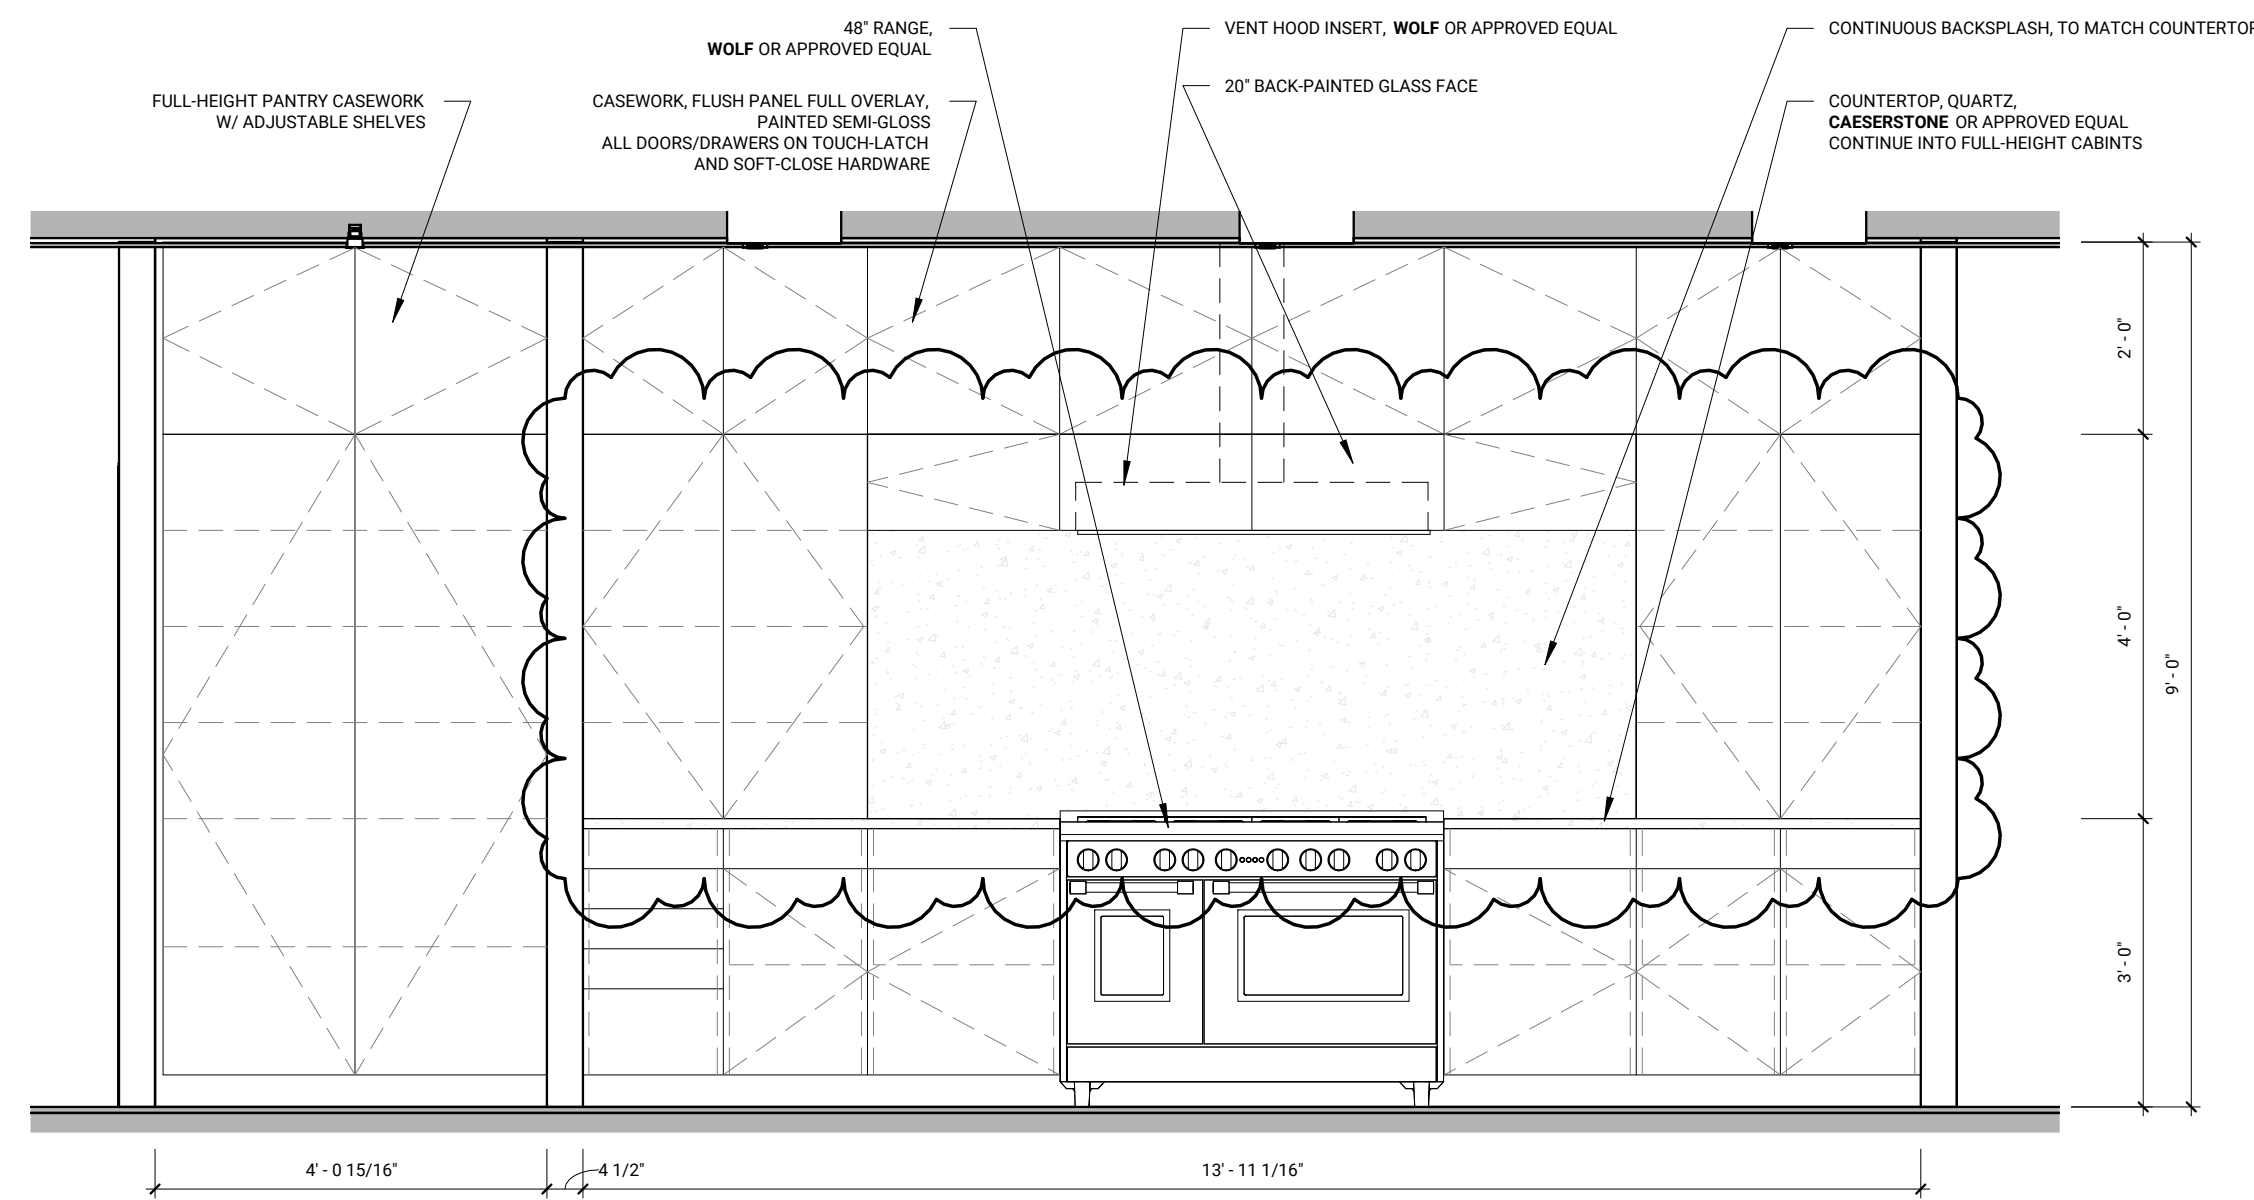 48" RANGE,
WOLF OR APPROVED EQUAL
VENT HOOD INSERT, WOLF OR APPROVED EQUAL
CONTINUOUS BACKSPLASH, TO MATCH COUNTERTOP
20" BACK-PAINTED GLASS FACE
FULL-HEIGHT PANTRY CASEWORK
W/ ADJUSTABLE SHELVES
CASEWORK, FLUSH PANEL FULL OVERLAY,
PAINTED SEMI-GLOSS
ALL DOORS/DRAWERS ON TOUCH-LATCH
AND SOFT-CLOSE HARDWARE
COUNTERTOP, QUARTZ,
CAESERSTONE OR APPROVED EQUAL
CONTINUE INTO FULL-HEIGHT CABINTS
2' - 0"
4' - 0"
9' - 0"
3' - 0"
4' - 0 15/16"
4 1/2"
13' - 11 1/16"